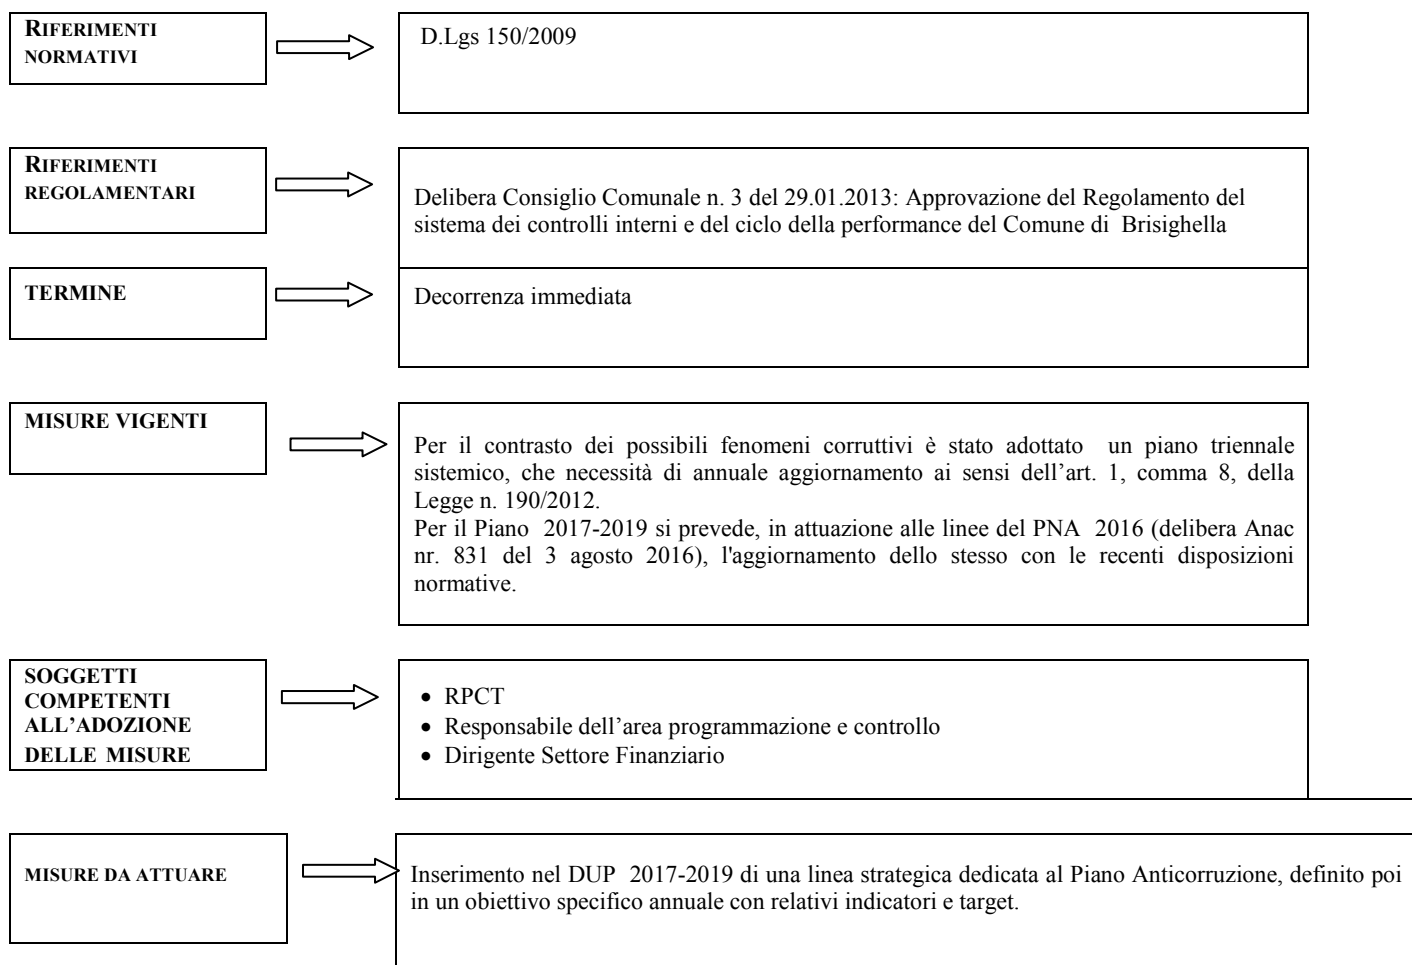 RIFERIMENTI
NORMATIVI
D.Lgs 150/2009
RIFERIMENTI
REGOLAMENTARI
Delibera Consiglio Comunale n. 3 del 29.01.2013: Approvazione del Regolamento del
sistema dei controlli interni e del ciclo della performance del Comune di Brisighella
TERMINE
Decorrenza immediata
MISURE VIGENTI
Per il contrasto dei possibili fenomeni corruttivi è stato adottato un piano triennale
sistemico, che necessità di annuale aggiornamento ai sensi dell’art. 1, comma 8, della
Legge n. 190/2012.
Per il Piano 2017-2019 si prevede, in attuazione alle linee del PNA 2016 (delibera Anac
nr. 831 del 3 agosto 2016), l'aggiornamento dello stesso con le recenti disposizioni
normative.
SOGGETTI
COMPETENTI
ALL’ADOZIONE
DELLE MISURE
• RPCT
• Responsabile dell’area programmazione e controllo
• Dirigente Settore Finanziario
MISURE DA ATTUARE
Inserimento nel DUP 2017-2019 di una linea strategica dedicata al Piano Anticorruzione, definito poi
in un obiettivo specifico annuale con relativi indicatori e target.